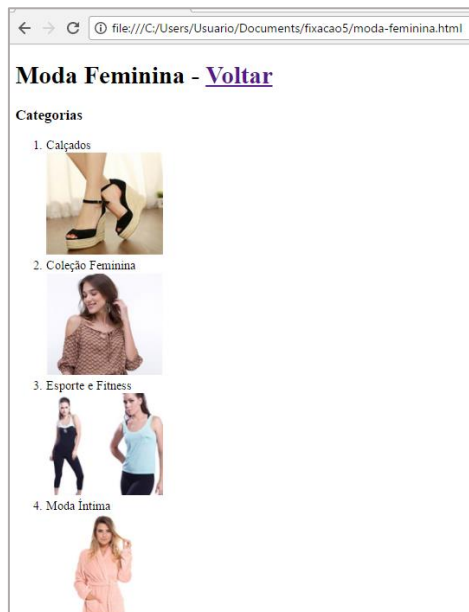 file:///C:/Users/Usuario/Documents/fixacao5/moda-feminina.html
Moda Feminina - Voltar
Categorias
1. Calçados
2. Coleção Feminina
3. Esporte e Fitness
4. Moda Íntima